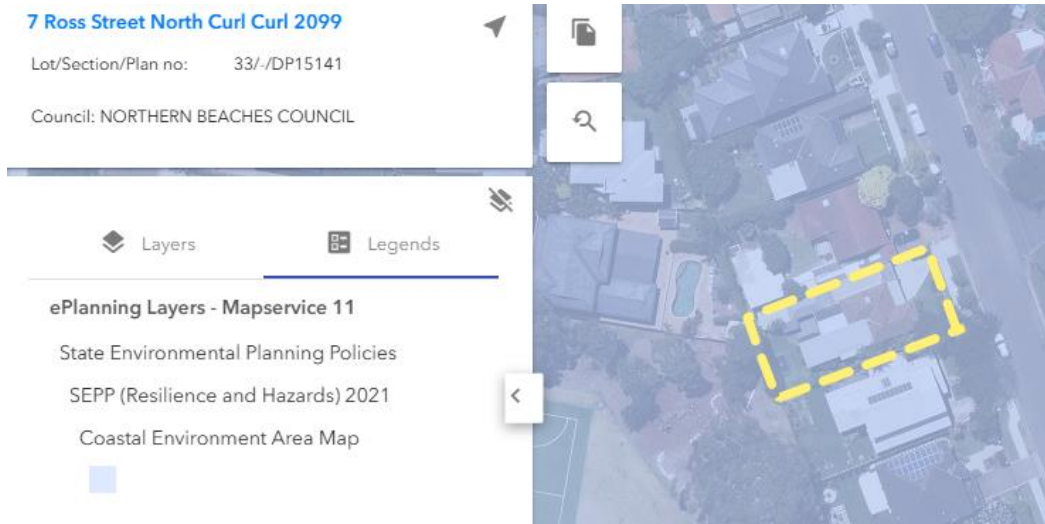 7 Ross Street North Curl Curl 2099
Lot/Section/Plan no: 33/-/DP15141
Council: NORTHERN BEACHES COUNCIL
Layers
Legends
ePlanning Layers - Mapservice 11
State Environmental Planning Policies
SEPP (Resilience and Hazards) 2021
Coastal Environment Area Map